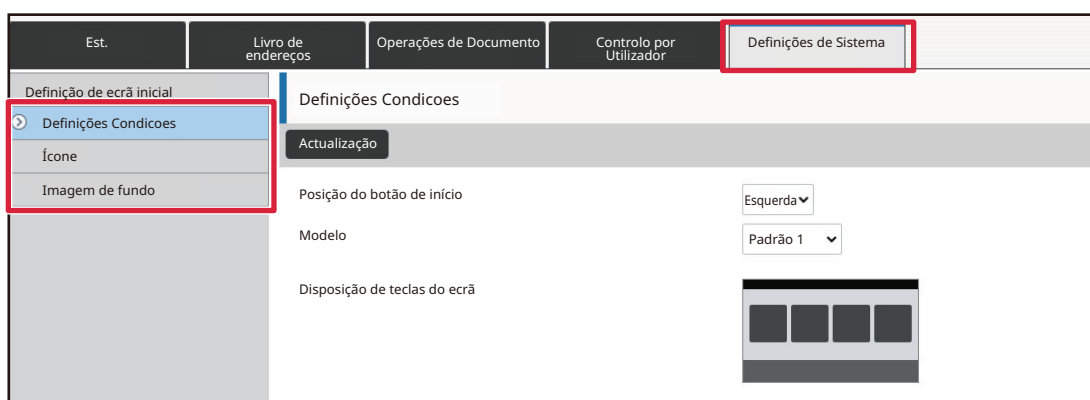 Est.
Livro de
endereços
Operações de Documento
Controlo por
Utilizador
Definições de Sistema
Definição de ecrã inicial
Definições Condicoes
Ícone
Imagem de fundo
Definições Condicoes
Actualização
Posição do botão de início
Esquerda
Modelo
Padrão 1
Disposição de teclas do ecrã